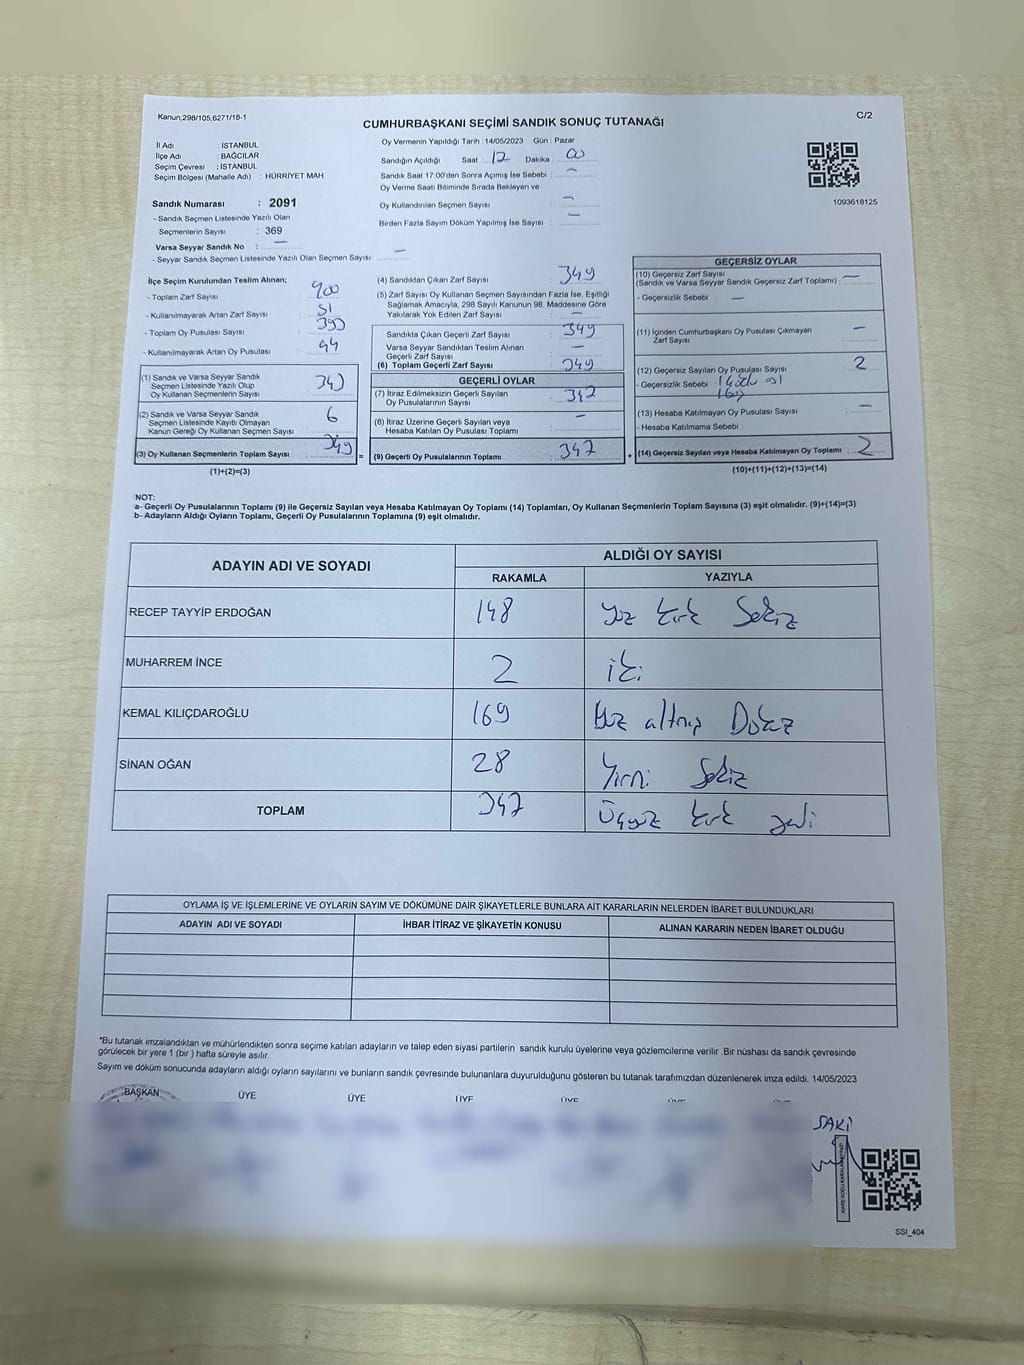 Kanun;298/105,6271/18-1
C/2
CUMHURBAŞKANI SEÇİMİ SANDIK SONUÇ TUTANAĞI
İl Adı : İSTANBUL
İlçe Adı : BAĞCILAR
Seçim Çevresi : İSTANBUL
Seçim Bölgesi (Mahalle Adı) : HÜRRİYET MAH
Sandık Numarası : 2091
- Sandık Seçmen Listesinde Yazılı Olan
Seçmenlerin Sayısı : 369
Varsa Seyyar Sandık No : —
- Seyyar Sandık Seçmen Listesinde Yazılı Olan Seçmen Sayısı: —
Oy Vermenin Yapıldığı Tarih : 14/05/2023 Gün : Pazar
Sandığın Açıldığı Saat : 17 Dakika : 00
Sandık Saat 17:00'den Sonra Açımış İse Sebebi : —
Oy Verme Saati Bitiminde Sırada Bekleyen ve
Oy Kullandırılan Seçmen Sayısı : —
Birden Fazla Sayım Döküm Yapılmış İse Sayısı : —
1093618125
İlçe Seçim Kurulundan Teslim Alınan;
- Toplam Zarf Sayısı : 400
- Kullanılmayarak Artan Zarf Sayısı : 51
- Toplam Oy Pusulası Sayısı :
- Kullanılmayarak Artan Oy Pusulası : 44
(1) Sandık ve Varsa Seyyar Sandık
Seçmen Listesinde Yazılı Olup
Oy Kullanan Seçmenlerin Sayısı : 343
(2) Sandık ve Varsa Seyyar Sandık
Seçmen Listesinde Kayıtlı Olmayan
Kanun Gereği Oy Kullanan Seçmen Sayısı : 6
(3) Oy Kullanan Seçmenlerin Toplam Sayısı : 349
(1)+(2)=(3)
(4) Sandıktan Çıkan Zarf Sayısı : 349
(5) Zarf Sayısı Oy Kullanan Seçmen Sayısından Fazla İse, Eşitliği
Sağlamak Amacıyla, 298 Sayılı Kanunun 98. Maddesine Göre
Yakılarak Yok Edilen Zarf Sayısı : —
Sandıkta Çıkan Geçerli Zarf Sayısı : 349
Varsa Seyyar Sandıktan Teslim Alınan
Geçerli Zarf Sayısı : —
(6) Toplam Geçerli Zarf Sayısı : 349
GEÇERLİ OYLAR
(7) İtiraz Edilmeksizin Geçerli Sayılan
Oy Pusulalarının Sayısı : 347
(8) İtiraz Üzerine Geçerli Sayılan veya
Hesaba Katılan Oy Pusulası Toplamı : —
= (9) Geçerli Oy Pusulalarının Toplamı : 347
GEÇERSİZ OYLAR
(10) Geçersiz Zarf Sayısı
(Sandık ve Varsa Seyyar Sandık Geçersiz Zarf Toplamı) : —
- Geçersizlik Sebebi : —
(11) İçinden Cumhurbaşkanı Oy Pusulası Çıkmayan
Zarf Sayısı : —
(12) Geçersiz Sayılan Oy Pusulası Sayısı : 2
- Geçersizlik Sebebi :
(13) Hesaba Katılmayan Oy Pusulası Sayısı : —
- Hesaba Katılmama Sebebi :
+ (14) Geçersiz Sayılan veya Hesaba Katılmayan Oy Toplamı : 2
(10)+(11)+(12)+(13)=(14)
NOT:
a- Geçerli Oy Pusulalarının Toplamı (9) ile Geçersiz Sayılan veya Hesaba Katılmayan Oy Toplamı (14) Toplamları, Oy Kullanan Seçmenlerin Toplam Sayısına (3) eşit olmalıdır. (9)+(14)=(3)
b- Adayların Aldığı Oyların Toplamı, Geçerli Oy Pusulalarının Toplamına (9) eşit olmalıdır.
ADAYIN ADI VE SOYADI ALDIĞI OY SAYISI
RAKAMLA YAZIYLA
RECEP TAYYİP ERDOĞAN 148 Yüz kırk Sekiz
MUHARREM İNCE 2 iki
KEMAL KILIÇDAROĞLU 169 Yüz altmış Dokuz
SİNAN OĞAN 28 Yirmi Sekiz
TOPLAM 347 Üçyüz kırk yedi
OYLAMA İŞ VE İŞLEMLERİNE VE OYLARIN SAYIM VE DÖKÜMÜNE DAİR ŞİKAYETLERLE BUNLARA AİT KARARLARIN NELERDEN İBARET BULUNDUKLARI
ADAYIN ADI VE SOYADI İHBAR İTİRAZ VE ŞİKAYETİN KONUSU ALINAN KARARIN NEDEN İBARET OLDUĞU
*Bu tutanak imzalandıktan ve mühürlendikten sonra seçime katılan adayların ve talep eden siyasi partilerin sandık kurulu üyelerine veya gözlemcilerine verilir .Bir nüshası da sandık çevresinde
görülecek bir yere 1 (bir ) hafta süreyle asılır.
Sayım ve döküm sonucunda adayların aldığı oyların sayılarını ve bunların sandık çevresinde bulunanlara duyurulduğunu gösteren bu tutanak tarafımızdan düzenlenerek imza edildi. 14/05/2023
BAŞKAN ÜYE ÜYE ÜYE ÜYE
SAKİ
SSI_404